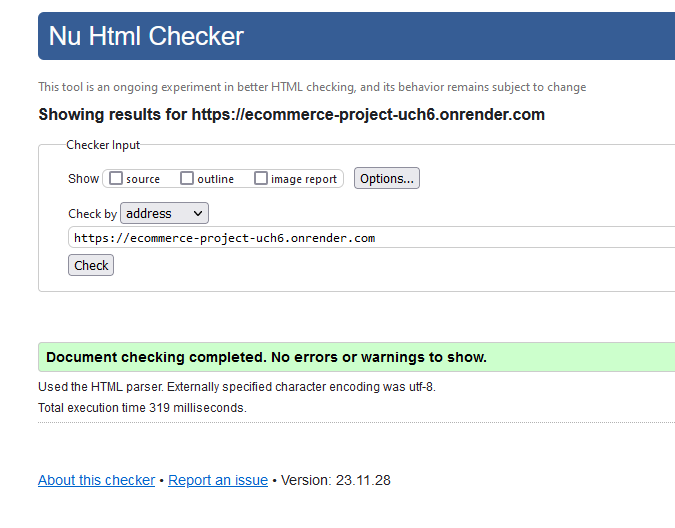 Nu Html Checker
This tool is an ongoing experiment in better HTML checking, and its behavior remains subject to change
Showing results for https://ecommerce-project-uch6.onrender.com
Checker Input
Show source outline image report Options...
Check by address
https://ecommerce-project-uch6.onrender.com
Check
Document checking completed. No errors or warnings to show.
Used the HTML parser. Externally specified character encoding was utf-8.
Total execution time 319 milliseconds.
About this checker • Report an issue • Version: 23.11.28